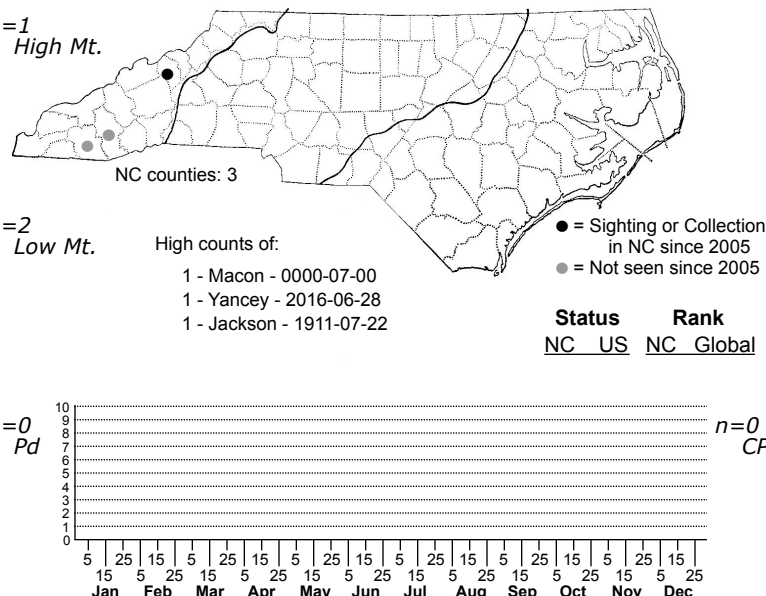 =1
High Mt.
NC counties: 3
=2
Low Mt.
High counts of:
1 - Macon - 0000-07-00
1 - Yancey - 2016-06-28
1 - Jackson - 1911-07-22
= Sighting or Collection
in NC since 2005
= Not seen since 2005
Status Rank
NC US NC Global
=0
Pd
10
9
8
7
6
5
4
3
2
1
0
n=0
CP
5 25 15 5 25 15 5 25 15 5 25 15 5 25 15 5 25 15
15 5 25 15 5 25 15 5 25 15 5 25 15 5 25 15 5 25
Jan Feb Mar Apr May Jun Jul Aug Sep Oct Nov Dec